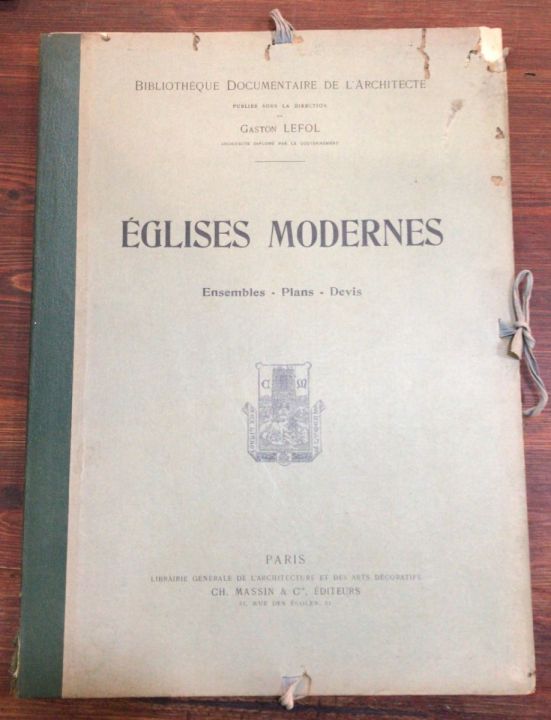 BIBLIOTHÈQUE DOCUMENTAIRE DE L'ARCHITECTE
PUBLIÉE SOUS LA DIRECTION
DE
GASTON LEFOL
ARCHITECTE DIPLOMÉ PAR LE GOUVERNEMENT
ÉGLISES MODERNES
Ensembles - Plans - Devis
C M
PARIS
LIBRAIRIE GÉNÉRALE DE L'ARCHITECTURE ET DES ARTS DÉCORATIFS
CH. MASSIN & Cie, ÉDITEURS
51, RUE DES ÉCOLES, 51